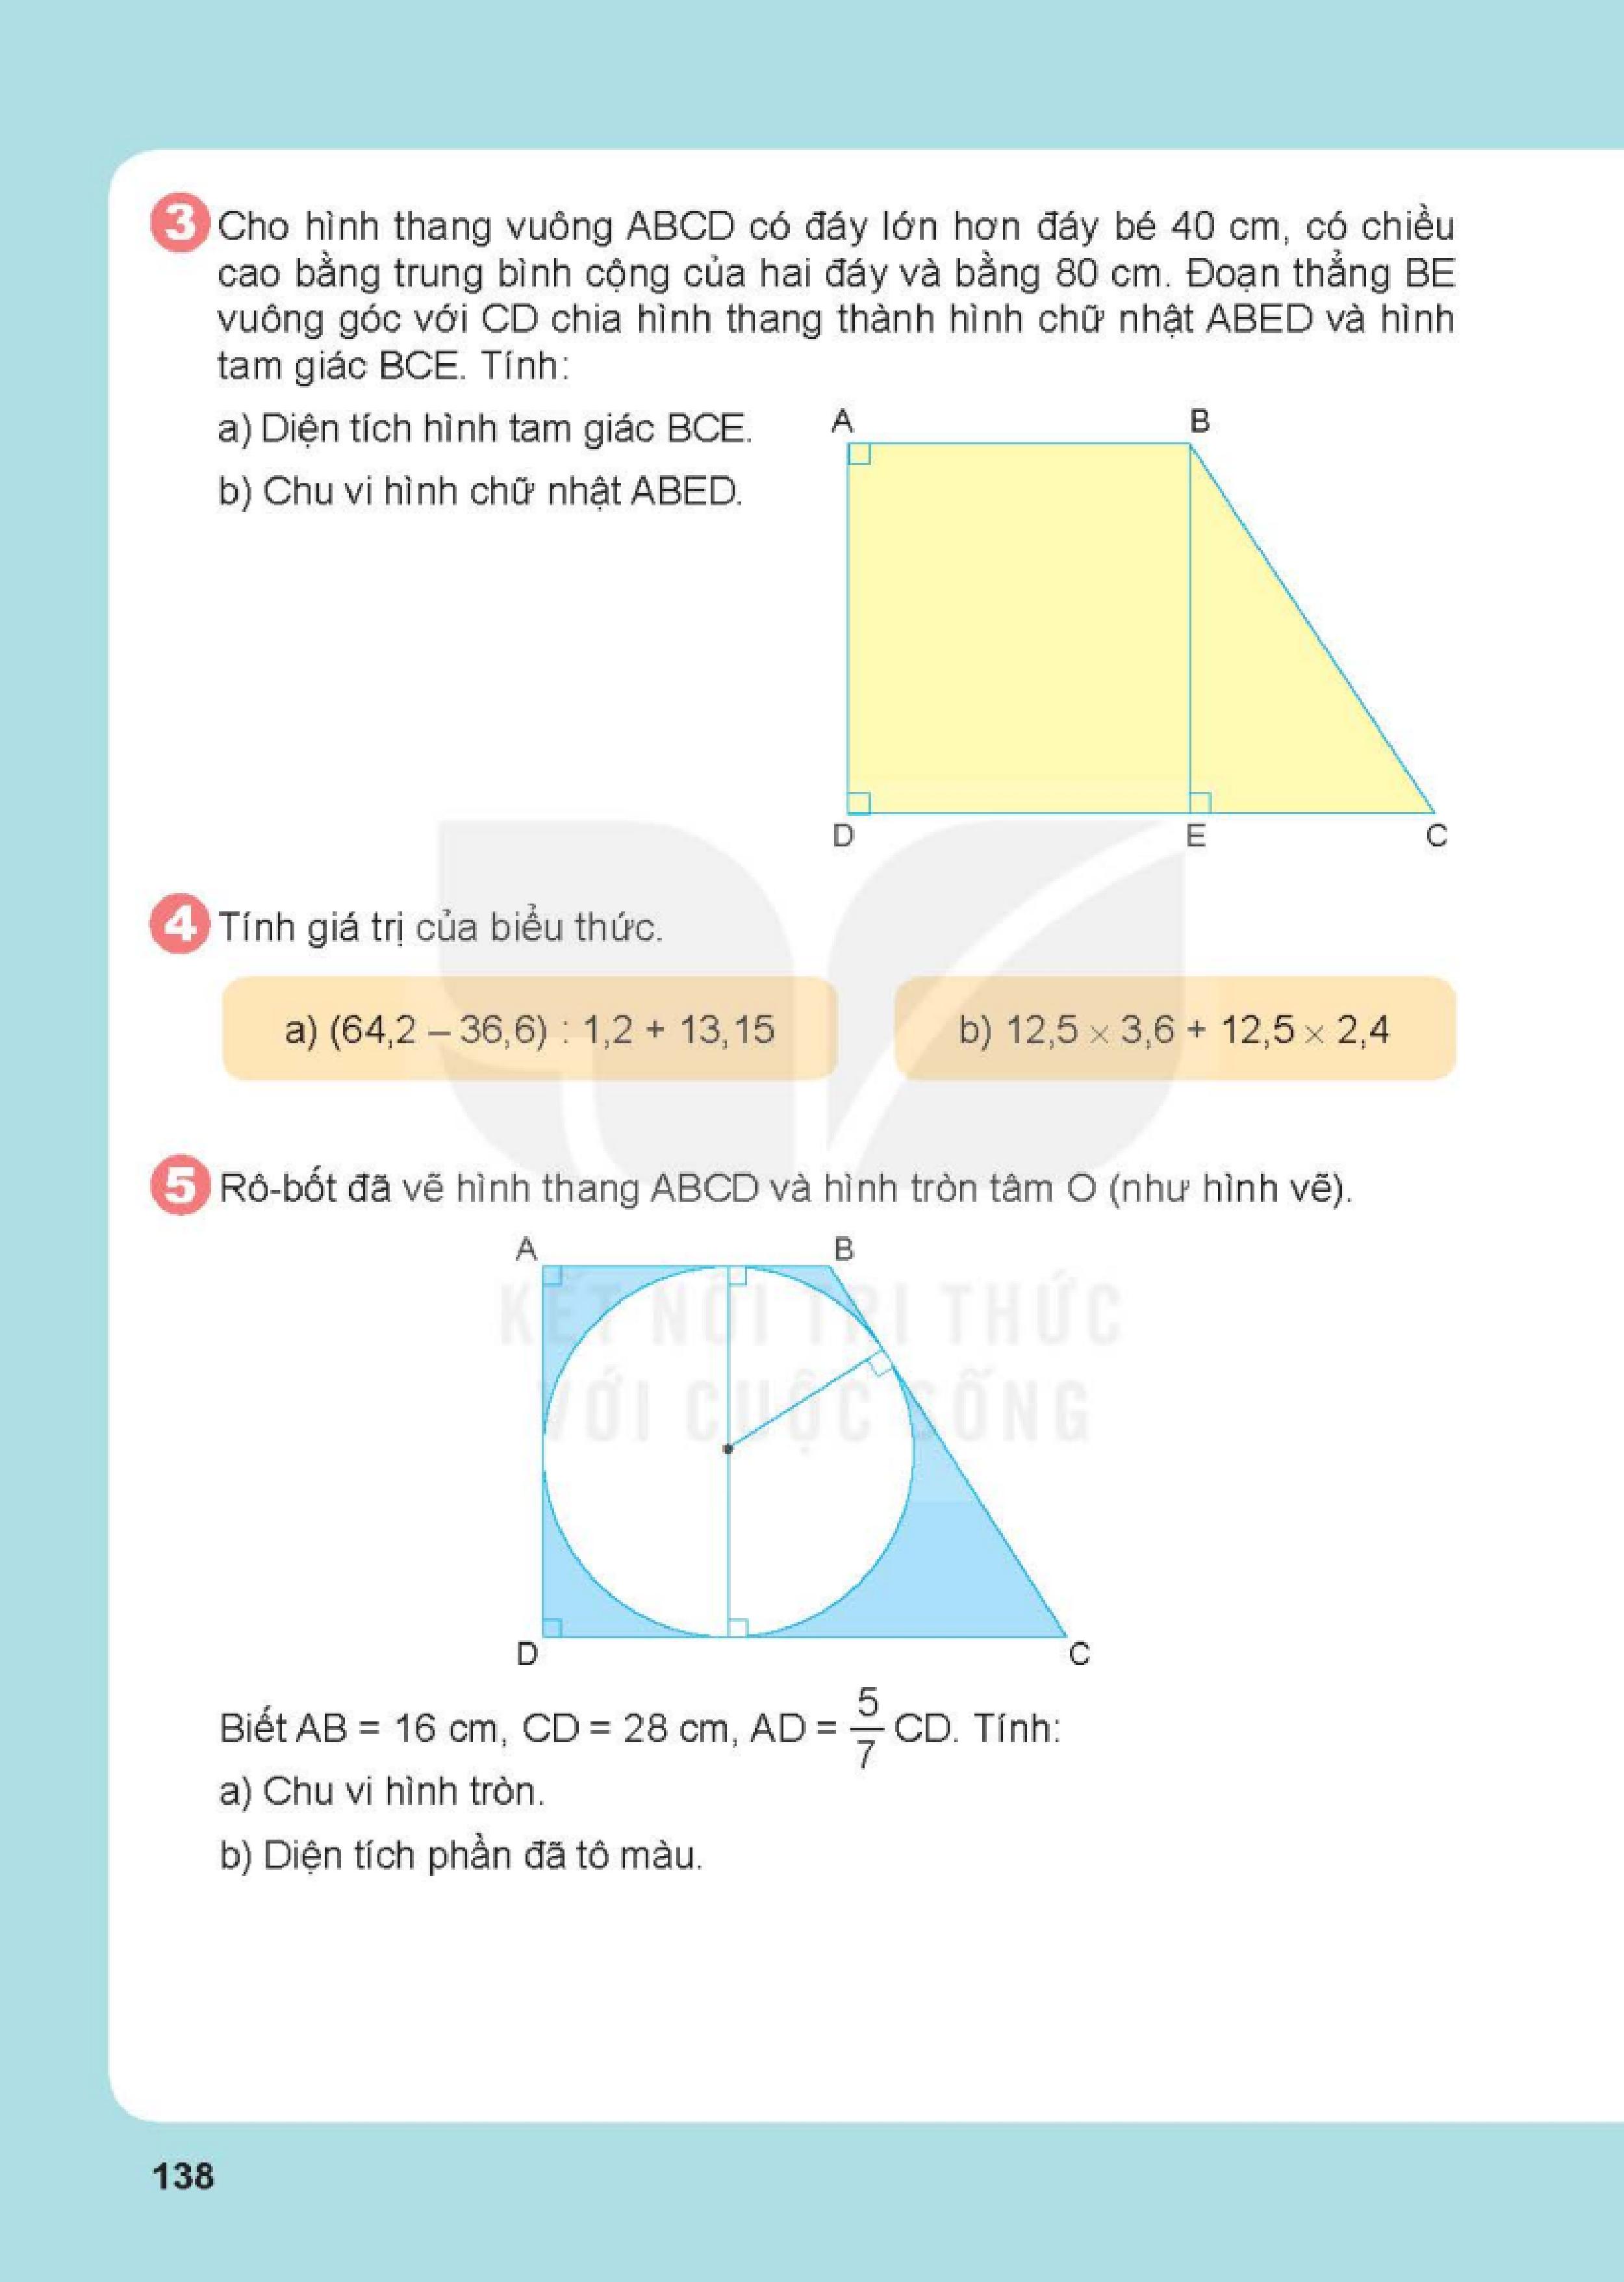 3 Cho hình thang vuông ABCD có đáy lớn hơn đáy bé 40 cm, có chiều
cao bằng trung bình cộng của hai đáy và bằng 80 cm. Đoạn thẳng BE
vuông góc với CD chia hình thang thành hình chữ nhật ABED và hình
tam giác BCE. Tính:
a) Diện tích hình tam giác BCE.
b) Chu vi hình chữ nhật ABED.
A B
D E C
4 Tính giá trị của biểu thức.
a) (64,2 – 36,6) : 1,2 + 13,15
b) 12,5 × 3,6 + 12,5 × 2,4
5 Rô-bốt đã vẽ hình thang ABCD và hình tròn tâm O (như hình vẽ).
A B
KẾT NỐI TRI THỨC
VỚI CUỘC SỐNG
D C
Biết AB = 16 cm, CD = 28 cm, AD = 5/7 CD. Tính:
a) Chu vi hình tròn.
b) Diện tích phần đã tô màu.
138